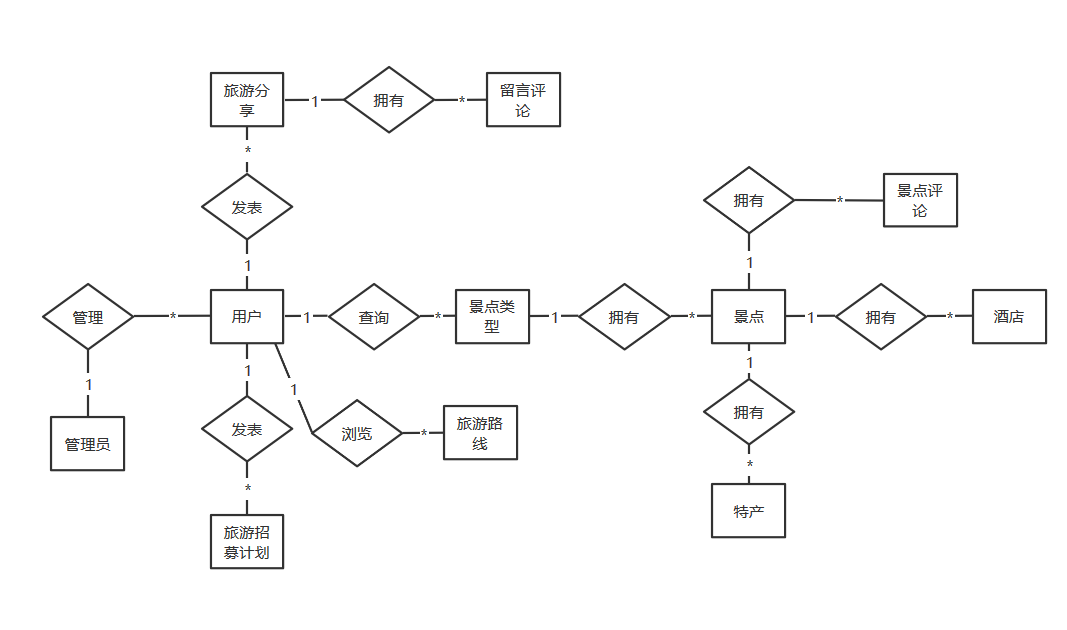 旅游分
享
1
拥有
*
留言评
论
*
发表
1
拥有
*
景点评
论
1
管理
*
用户
1
查询
*
景点类
型
1
拥有
*
景点
1
拥有
*
酒店
1
管理员
1
发表
*
旅游招
募计划
1
浏览
*
旅游路
线
1
拥有
*
特产